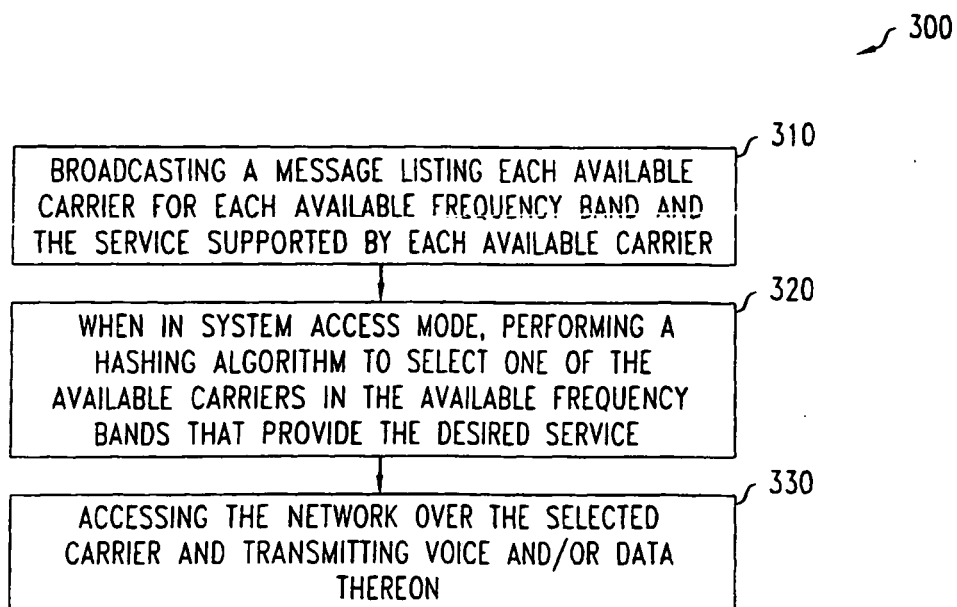 300
310
BROADCASTING A MESSAGE LISTING EACH AVAILABLE
CARRIER FOR EACH AVAILABLE FREQUENCY BAND AND
THE SERVICE SUPPORTED BY EACH AVAILABLE CARRIER
320
WHEN IN SYSTEM ACCESS MODE, PERFORMING A
HASHING ALGORITHM TO SELECT ONE OF THE
AVAILABLE CARRIERS IN THE AVAILABLE FREQUENCY
BANDS THAT PROVIDE THE DESIRED SERVICE
330
ACCESSING THE NETWORK OVER THE SELECTED
CARRIER AND TRANSMITTING VOICE AND/OR DATA
THEREON